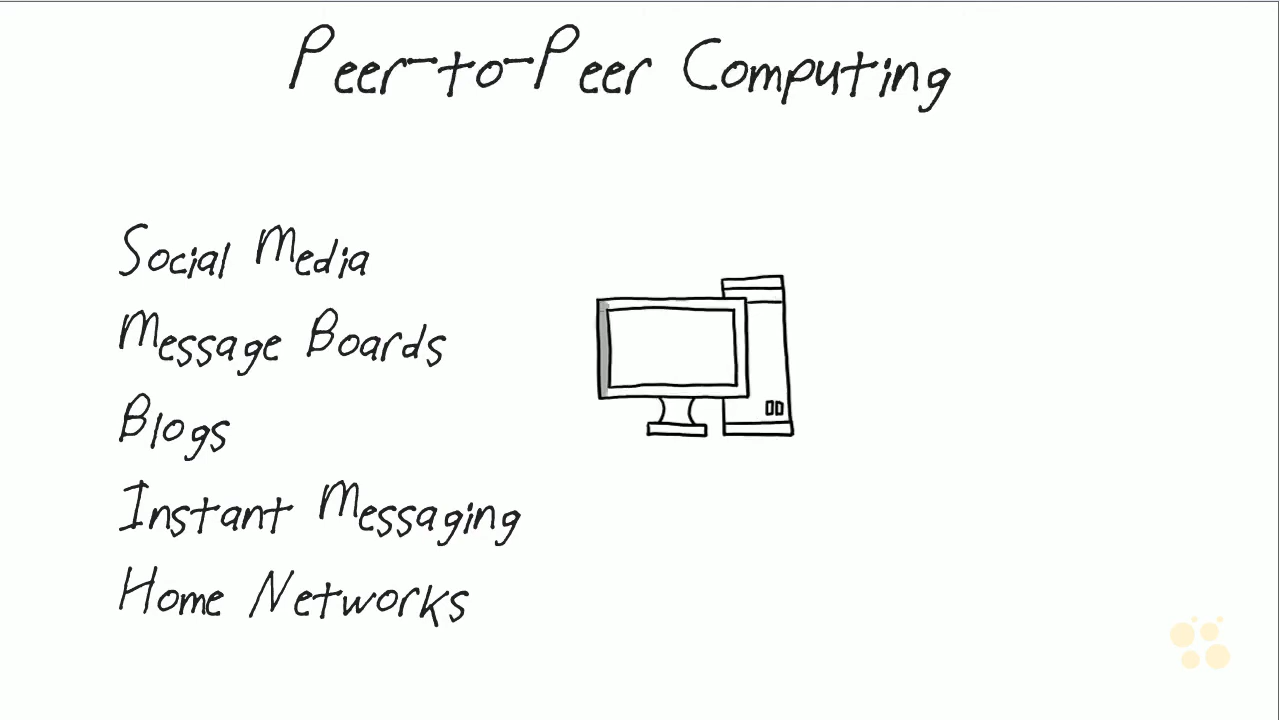 Peer-to-Peer Computing
Social Media
Message Boards
Blogs
Instant Messaging
Home Networks